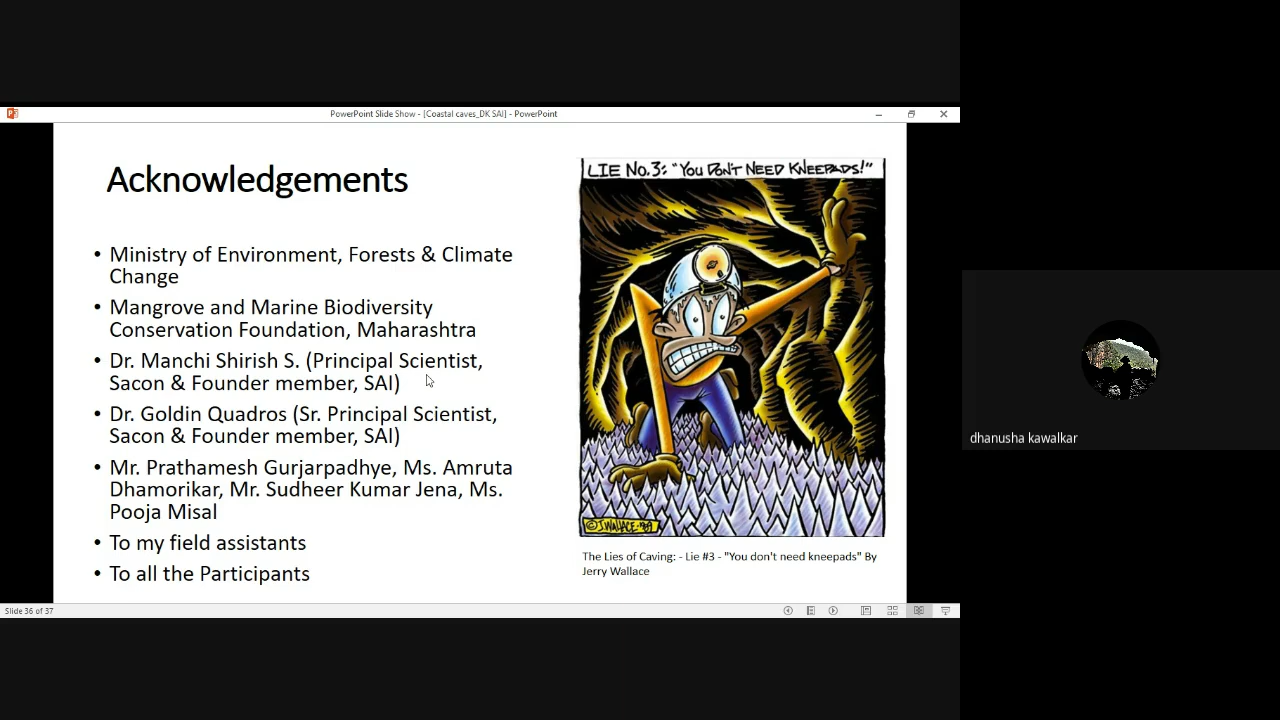 PowerPoint Slide Show - [Coastal caves_DK SAI] - PowerPoint
Acknowledgements
• Ministry of Environment, Forests & Climate
Change
• Mangrove and Marine Biodiversity
Conservation Foundation, Maharashtra
• Dr. Manchi Shirish S. (Principal Scientist,
Sacon & Founder member, SAI)
• Dr. Goldin Quadros (Sr. Principal Scientist,
Sacon & Founder member, SAI)
• Mr. Prathamesh Gurjarpadhye, Ms. Amruta
Dhamorikar, Mr. Sudheer Kumar Jena, Ms.
Pooja Misal
• To my field assistants
• To all the Participants
LIE No.3: "YOU DON'T NEED KNEEPADS!"
©J.WALLACE-'89
The Lies of Caving: - Lie #3 - "You don't need kneepads" By
Jerry Wallace
Slide 36 of 37
dhanusha kawalkar